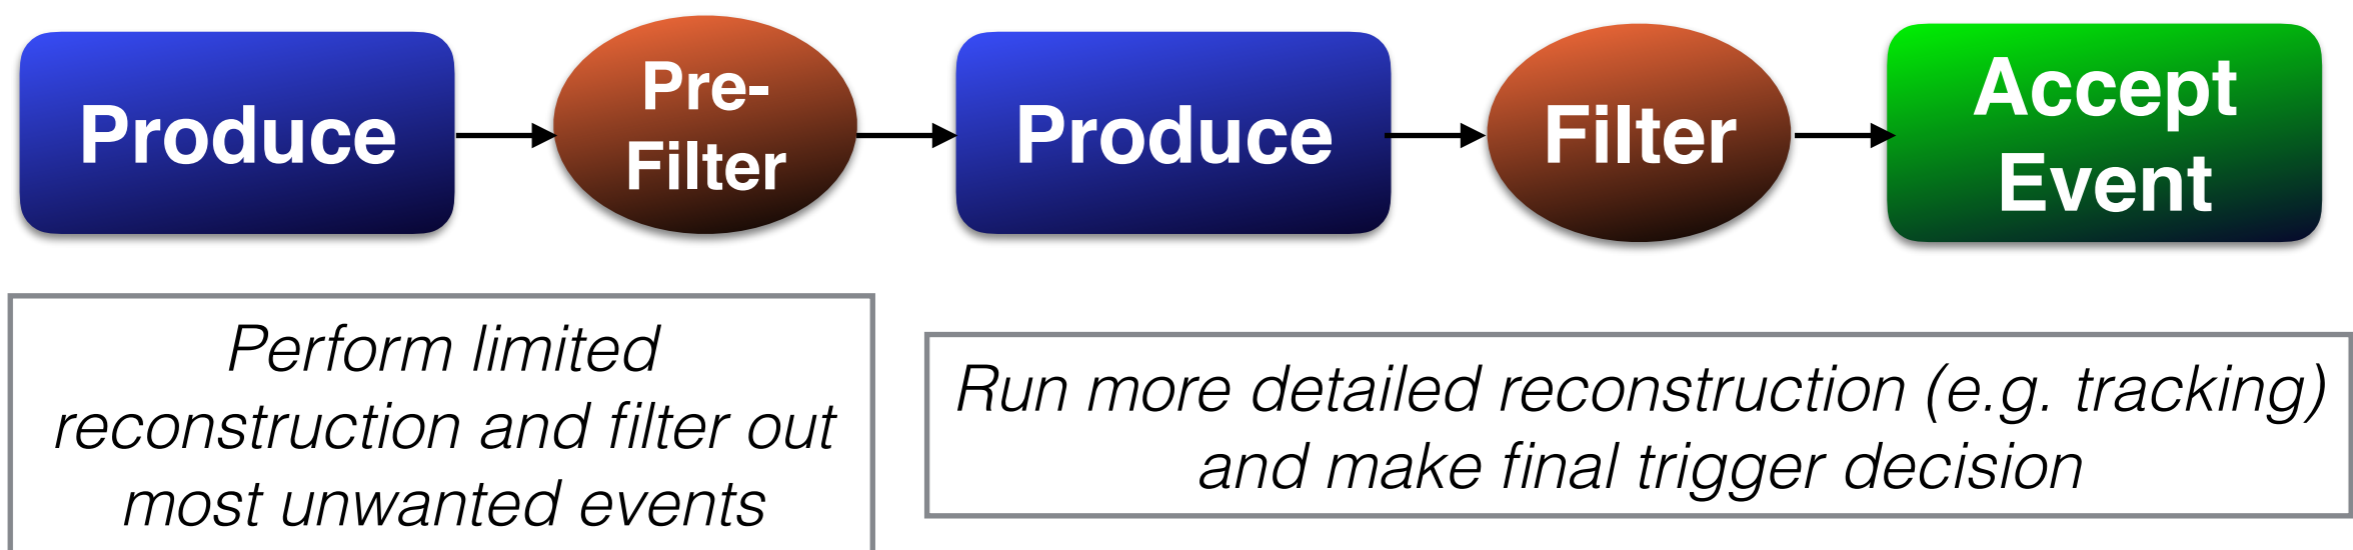 Produce
Pre-
Filter
Produce
Filter
Accept
Event
Perform limited
reconstruction and filter out
most unwanted events
Run more detailed reconstruction (e.g. tracking)
and make final trigger decision